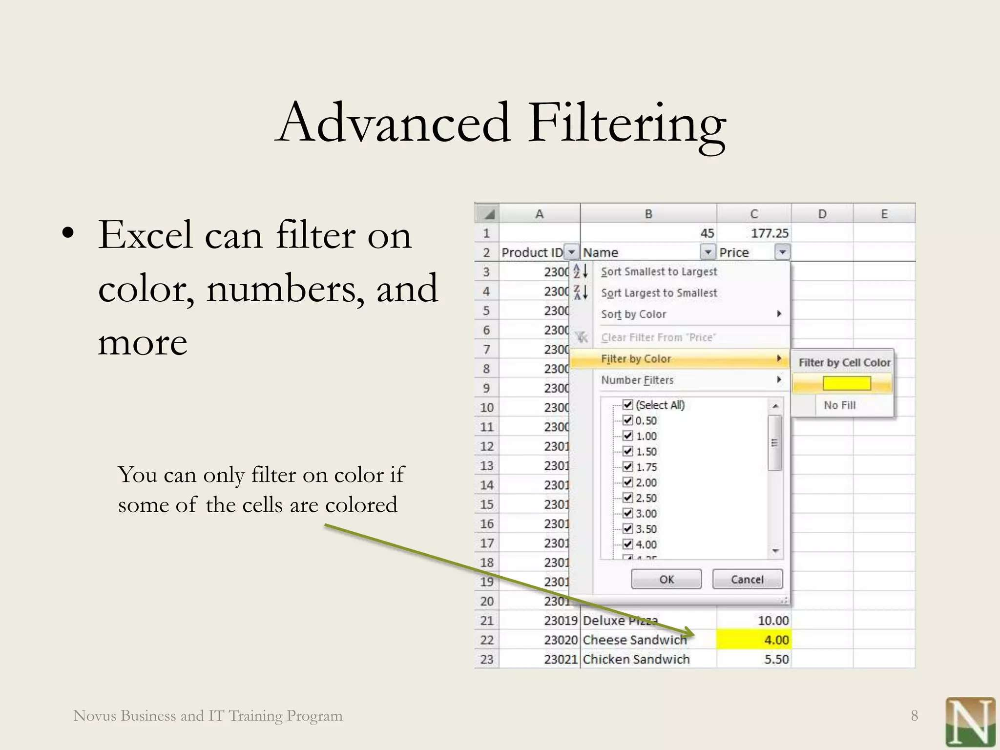 Advanced Filtering
• Excel can filter on
color, numbers, and
more
You can only filter on color if
some of the cells are colored
A B C D E
1 45 177.25
2 Product ID Name Price
3 2300
4 2300
5 2300
6 2300
7 2300
8 2300
9 2300
10 2300
11 2300
12 2301
13 2301
14 2301
15 2301
16 2301
17 2301
18 2301
19 2301
20 2301
21 23019 Deluxe Pizza 10.00
22 23020 Cheese Sandwich 4.00
23 23021 Chicken Sandwich 5.50
Sort Smallest to Largest
Sort Largest to Smallest
Sort by Color
Clear Filter From "Price"
Filter by Color
Number Filters
(Select All)
0.50
1.00
1.50
1.75
2.00
2.50
3.00
3.50
4.00
OK Cancel
Filter by Cell Color
No Fill
Novus Business and IT Training Program
8
N